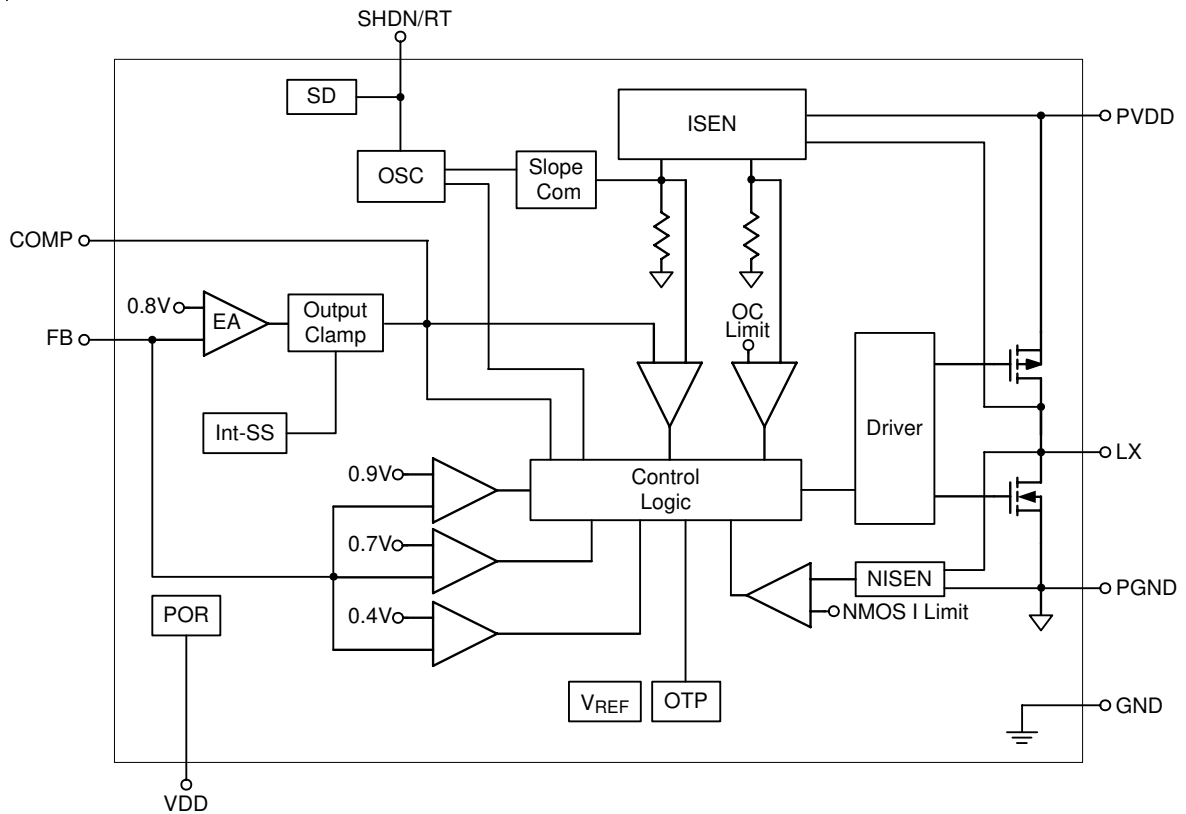 SHDN/RT
SD
ISEN
PVDD
OSC
Slope
Com
COMP
0.8V
EA
Output
Clamp
OC
Limit
FB
Int-SS
Driver
LX
0.9V
Control
Logic
0.7V
NISEN
PGND
POR
0.4V
NMOS I Limit
VREF
OTP
GND
VDD